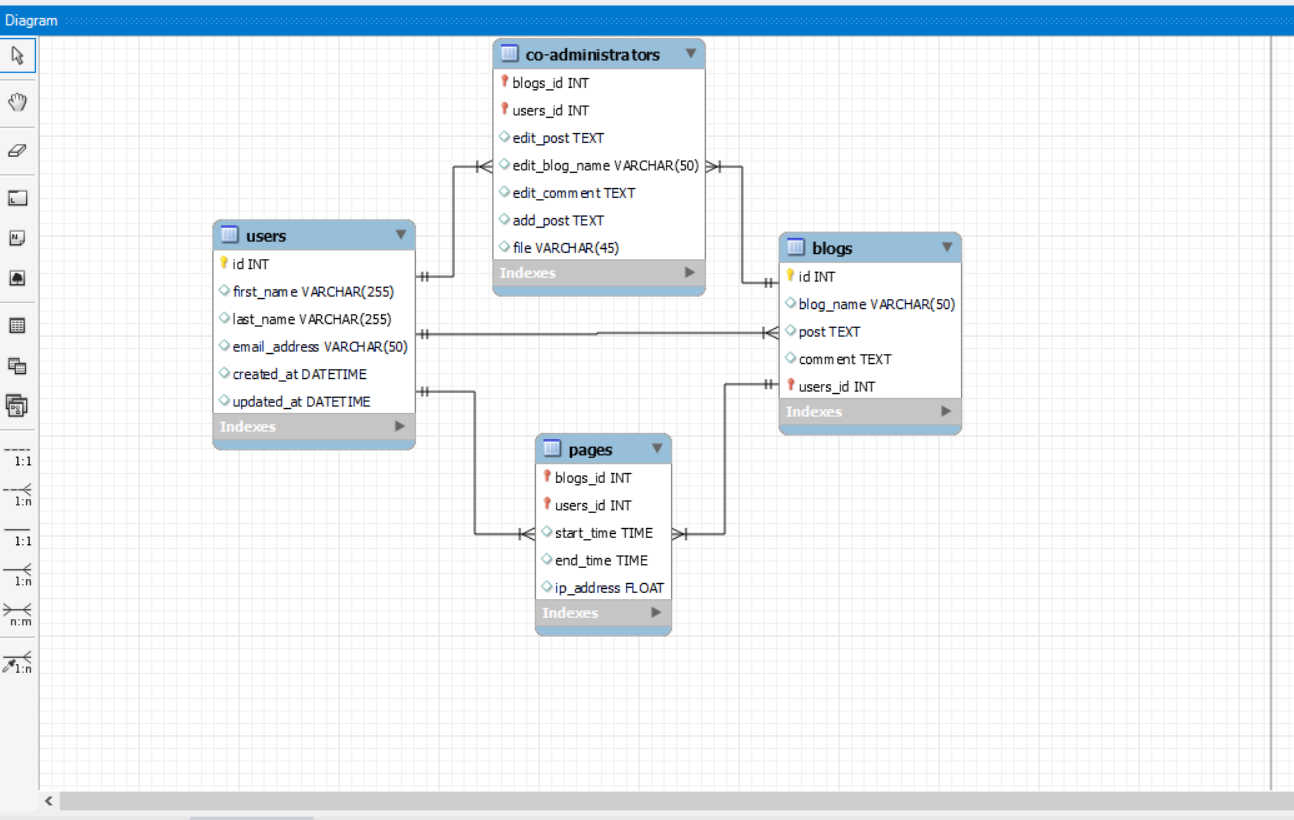 Diagram
co-administrators
blogs_id INT
users_id INT
edit_post TEXT
edit_blog_name VARCHAR(50)
edit_comment TEXT
add_post TEXT
file VARCHAR(45)
Indexes
users
id INT
first_name VARCHAR(255)
last_name VARCHAR(255)
email_address VARCHAR(50)
created_at DATETIME
updated_at DATETIME
Indexes
blogs
id INT
blog_name VARCHAR(50)
post TEXT
comment TEXT
users_id INT
Indexes
pages
blogs_id INT
users_id INT
start_time TIME
end_time TIME
ip_address FLOAT
Indexes
1:1
1:n
1:1
1:n
n:m
1:n